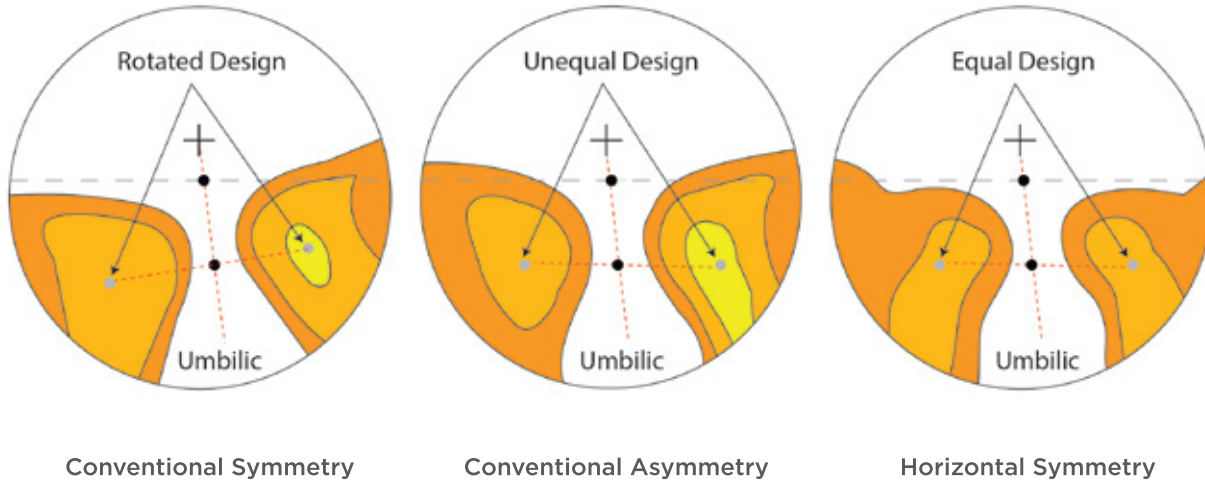 Rotated Design
Unequal Design
Equal Design
Umbilic
Umbilic
Umbilic
Conventional Symmetry
Conventional Asymmetry
Horizontal Symmetry